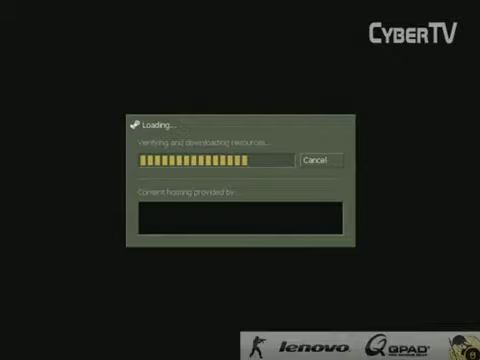 CyberTV
Loading...
Verifying and downloading resources...
Cancel
Content hosting provided by:
lenovo
QPAD